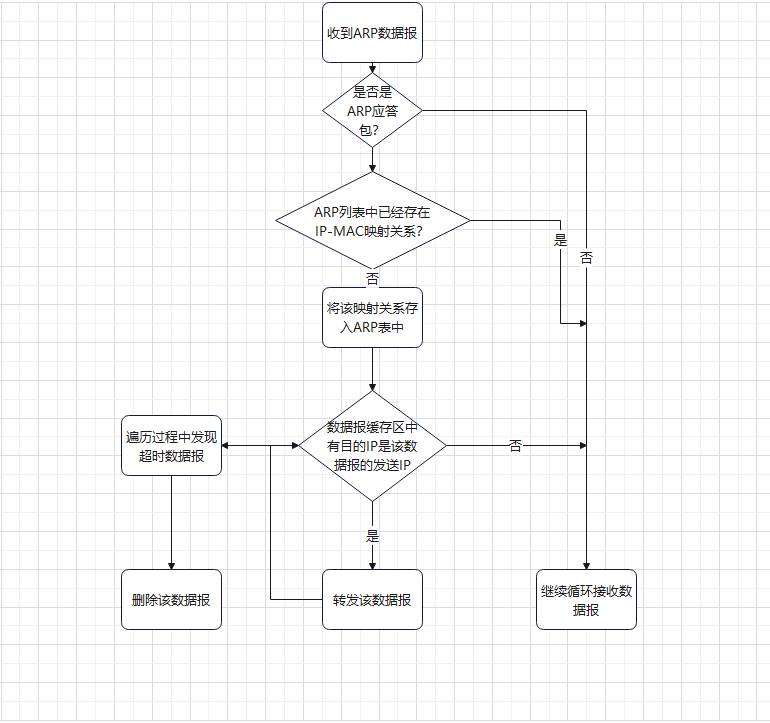 收到ARP数据报
是否是
ARP应答
包?
ARP列表中已经存在
IP-MAC映射关系?
是
否
否
将该映射关系存
入ARP表中
数据报缓存区中
有目的IP是该数
据报的发送IP
否
遍历过程中发现
超时数据报
是
删除该数据报
转发该数据报
继续循环接收数
据报